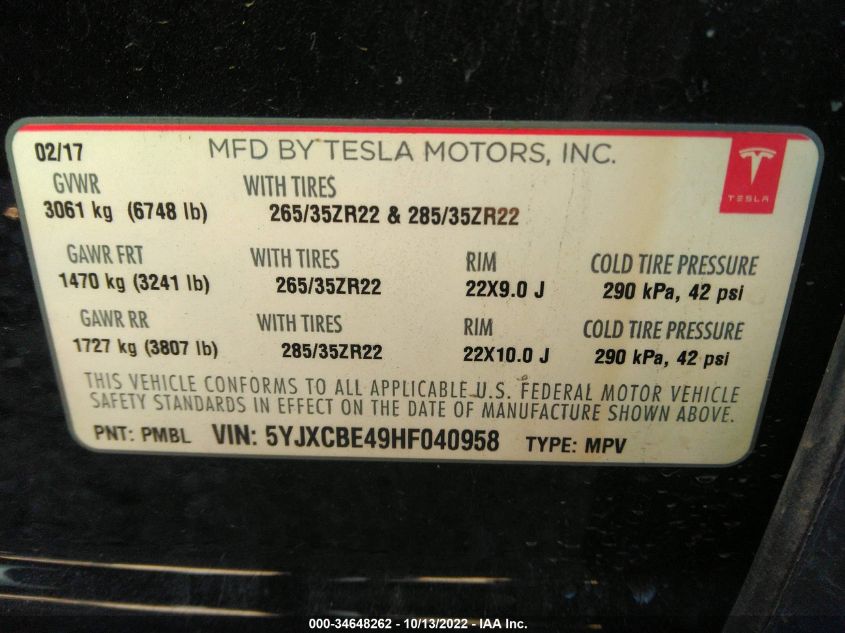 02/17 MFD BY TESLA MOTORS, INC.
TESLA
GVWR WITH TIRES
3061 kg (6748 lb) 265/35ZR22 & 285/35ZR22
GAWR FRT WITH TIRES RIM COLD TIRE PRESSURE
1470 kg (3241 lb) 265/35ZR22 22X9.0 J 290 kPa, 42 psi
GAWR RR WITH TIRES RIM COLD TIRE PRESSURE
1727 kg (3807 lb) 285/35ZR22 22X10.0 J 290 kPa, 42 psi
THIS VEHICLE CONFORMS TO ALL APPLICABLE U.S. FEDERAL MOTOR VEHICLE
SAFETY STANDARDS IN EFFECT ON THE DATE OF MANUFACTURE SHOWN ABOVE.
PNT: PMBL VIN: 5YJXCBE49HF040958 TYPE: MPV
000-34648262 - 10/13/2022 - IAA Inc.